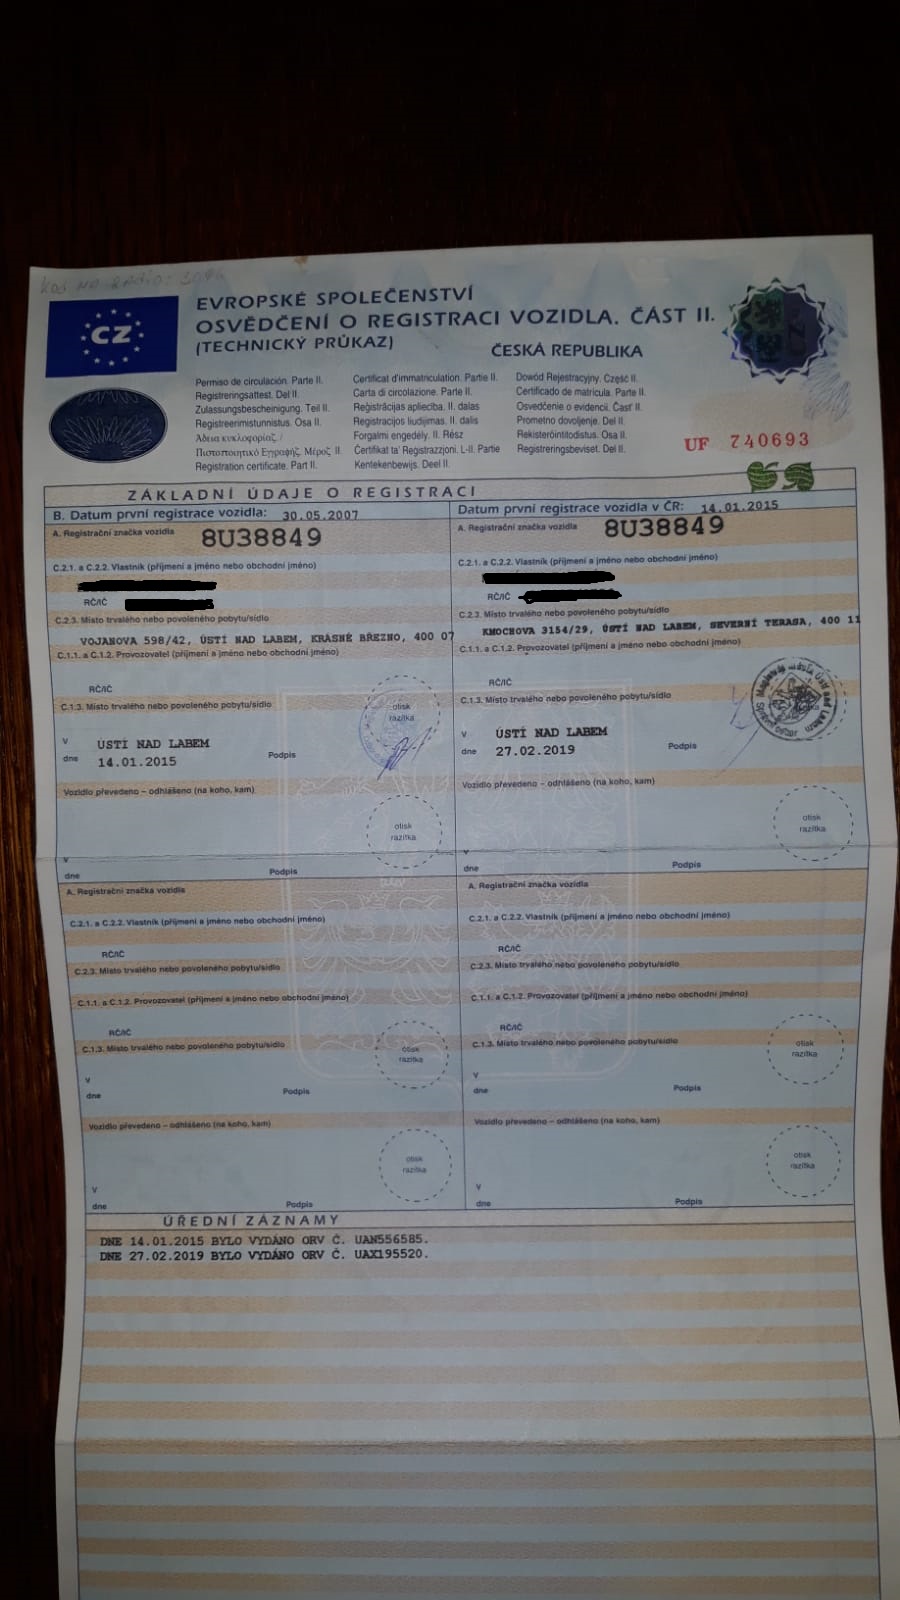 KOD NA RADIO:
CZ
EVROPSKÉ SPOLEČENSTVÍ
OSVĚDČENÍ O REGISTRACI VOZIDLA. ČÁST II.
(TECHNICKÝ PRŮKAZ) ČESKÁ REPUBLIKA
Permiso de circulación. Parte II. Certificat d'immatriculation. Partie II. Dowód Rejestracyjny. Część II.
Registreringsattest. Del II. Carta di circolazione. Parte II. Certificado de matrícula. Parte II.
Zulassungsbescheinigung. Teil II. Reģistrācijas apliecība. II. dalas Osvedčenie o evidencii. Časť II.
Registreerimistunnistus. Osa II. Registracijos liudijimas. II. dalis Prometno dovoljenje. Del II.
Άδεια κυκλοφορίας. / Forgalmi engedély. II. Rész Rekisteröintitodistus. Osa II.
Πιστοποιητικό Εγγραφής. Μέρος II. Ċertifikat ta' Reġistrazzjoni. L-II. Partie Registreringsbeviset. Del II.
Registration certificate. Part II. Kentekenbewijs. Deel II.
UF 740693
ZÁKLADNÍ ÚDAJE O REGISTRACI
B. Datum první registrace vozidla: 30.05.2007 Datum první registrace vozidla v ČR: 14.01.2015
A. Registrační značka vozidla 8U38849 A. Registrační značka vozidla 8U38849
C.2.1. a C.2.2. Vlastník (příjmení a jméno nebo obchodní jméno) C.2.1. a C.2.2. Vlastník (příjmení a jméno nebo obchodní jméno)
RČ/IČ RČ/IČ
C.2.3. Místo trvalého nebo povoleného pobytu/sídlo C.2.3. Místo trvalého nebo povoleného pobytu/sídlo
VOJANOVA 598/42, ÚSTÍ NAD LABEM, KRÁSNÉ BŘEZNO, 400 07 KMOCHOVA 3154/29, ÚSTÍ NAD LABEM, SEVERNÍ TERASA, 400 11
C.1.1. a C.1.2. Provozovatel (příjmení a jméno nebo obchodní jméno) C.1.1. a C.1.2. Provozovatel (příjmení a jméno nebo obchodní jméno)
RČ/IČ RČ/IČ
C.1.3. Místo trvalého nebo povoleného pobytu/sídlo otisk C.1.3. Místo trvalého nebo povoleného pobytu/sídlo
razítka
V ÚSTÍ NAD LABEM V ÚSTÍ NAD LABEM
dne 14.01.2015 Podpis dne 27.02.2019 Podpis
Vozidlo převedeno – odhlášeno (na koho, kam) Vozidlo převedeno – odhlášeno (na koho, kam)
otisk otisk
razítka razítka
V V
dne Podpis dne Podpis
A. Registrační značka vozidla A. Registrační značka vozidla
C.2.1. a C.2.2. Vlastník (příjmení a jméno nebo obchodní jméno) C.2.1. a C.2.2. Vlastník (příjmení a jméno nebo obchodní jméno)
RČ/IČ RČ/IČ
C.2.3. Místo trvalého nebo povoleného pobytu/sídlo C.2.3. Místo trvalého nebo povoleného pobytu/sídlo
C.1.1. a C.1.2. Provozovatel (příjmení a jméno nebo obchodní jméno) C.1.1. a C.1.2. Provozovatel (příjmení a jméno nebo obchodní jméno)
RČ/IČ RČ/IČ
C.1.3. Místo trvalého nebo povoleného pobytu/sídlo otisk C.1.3. Místo trvalého nebo povoleného pobytu/sídlo otisk
razítka razítka
V V
dne Podpis dne Podpis
Vozidlo převedeno – odhlášeno (na koho, kam) Vozidlo převedeno – odhlášeno (na koho, kam)
otisk otisk
razítka razítka
V V
dne Podpis dne Podpis
ÚŘEDNÍ ZÁZNAMY
DNE 14.01.2015 BYLO VYDÁNO ORV Č. UAN556585.
DNE 27.02.2019 BYLO VYDÁNO ORV Č. UAX195520.